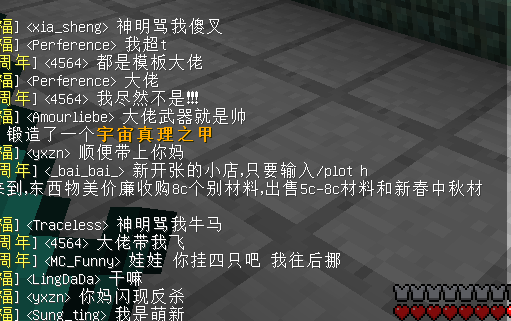 福] <xia_sheng> 神明骂我傻叉
福] <Perference> 我超t
周年] <4564> 都是模板大佬
福] <Perference> 大佬
周年] <4564> 我尽然不是!!!
福] <Amourliebe> 大佬武器就是帅
锻造了一个宇宙真理之甲
福] <yxzn> 顺便带上你妈
周年] <_bai_bai_> 新开张的小店,只要输入/plot h
来到,东西物美价廉收购8c个别材料,出售5c-8c材料和新春中秋材
福] <Traceless> 神明骂我牛马
周年] <4564> 大佬带我飞
周年] <MC_Funny> 娃娃 你挂四只吧 我往后挪
福] <LingDaDa> 干嘛
福] <yxzn> 你妈闪现反杀
福] <Sung_ting> 我是萌新